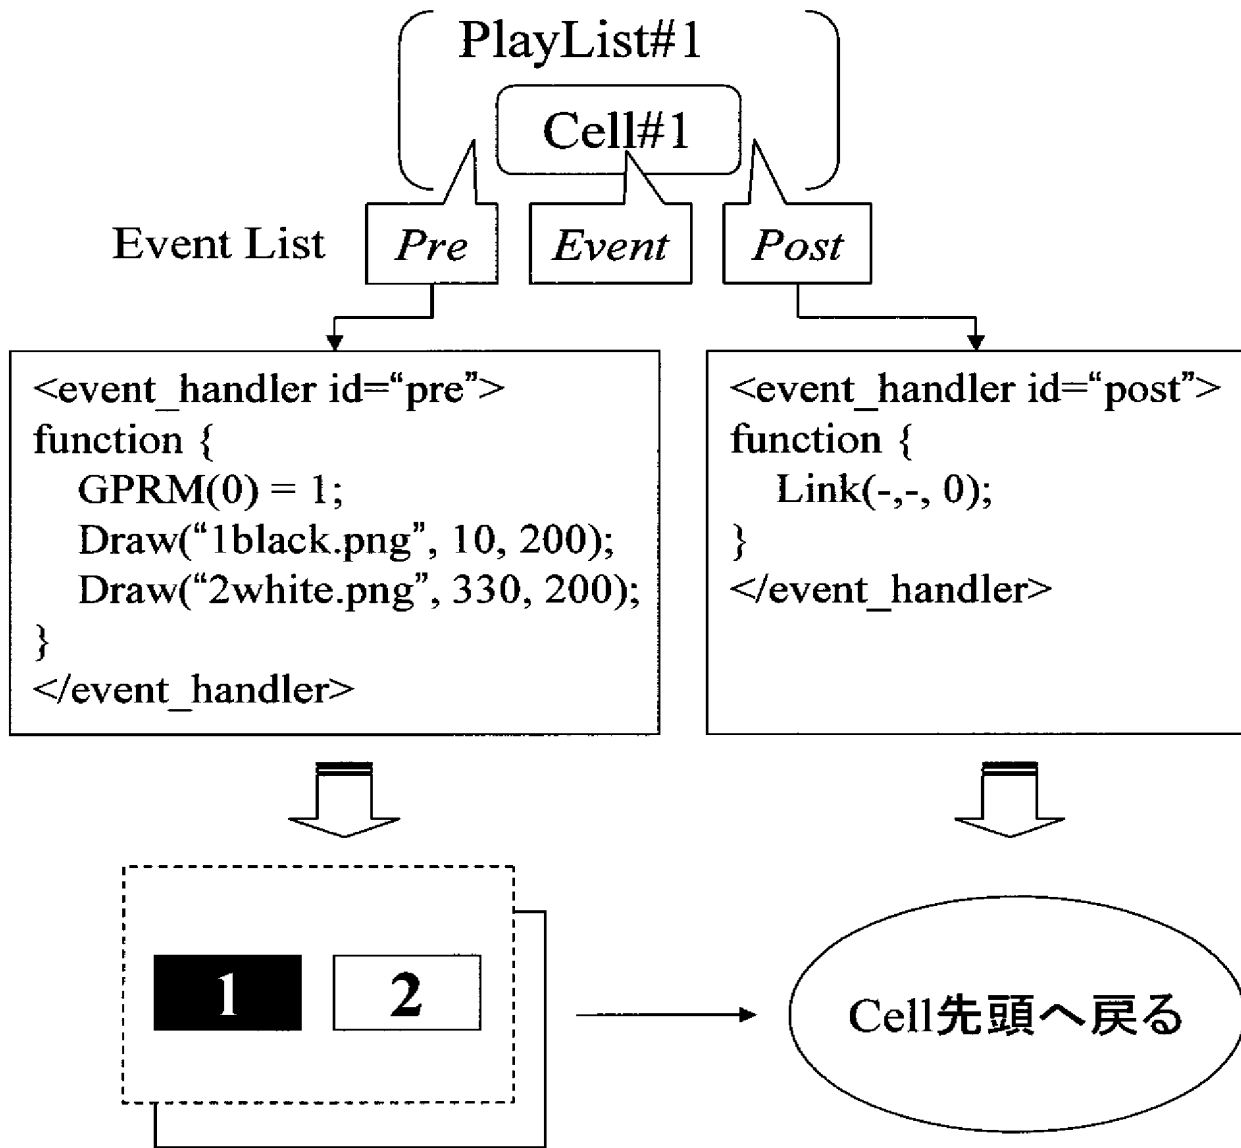 PlayList#1
Cell#1
Event List
Pre
Event
Post
<event_handler id=“pre”>
function {
GPRM(0) = 1;
Draw(“1black.png”, 10, 200);
Draw(“2white.png”, 330, 200);
}
</event_handler>
<event_handler id=“post”>
function {
Link(-,-, 0);
}
</event_handler>
1
2
Cell先頭へ戻る